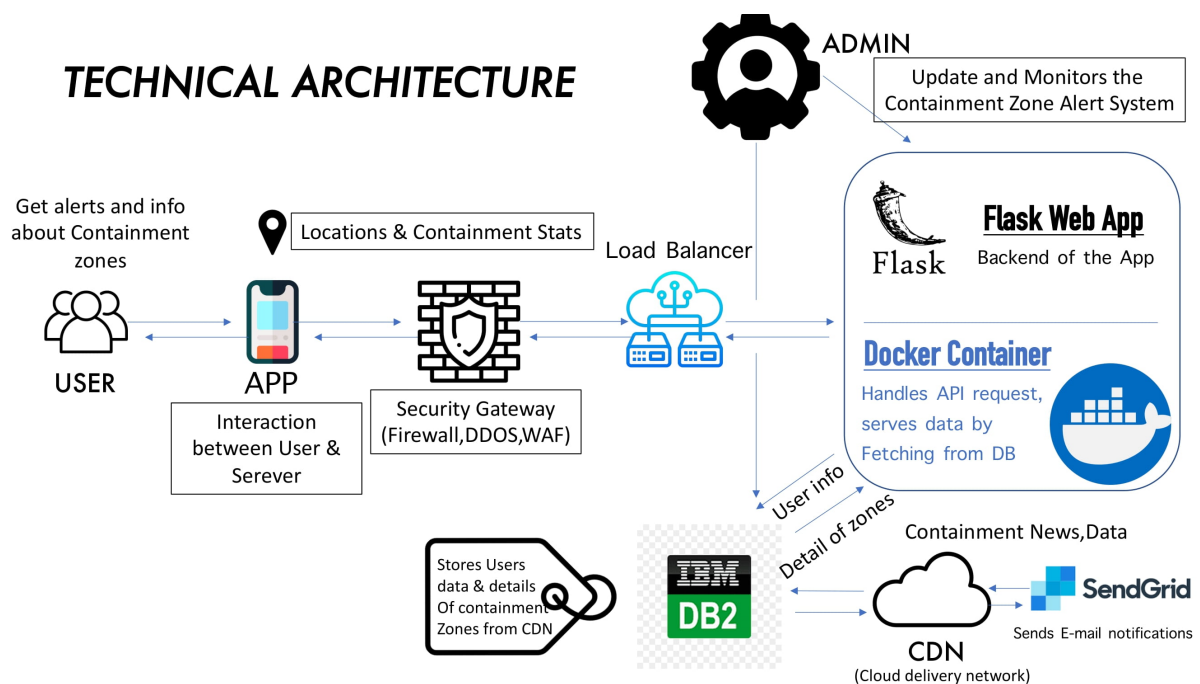 TECHNICAL ARCHITECTURE
ADMIN
Update and Monitors the
Containment Zone Alert System
Get alerts and info
about Containment
zones
USER
Locations & Containment Stats
APP
Interaction
between User &
Serever
Security Gateway
(Firewall,DDOS,WAF)
Load Balancer
Flask
Flask Web App
Backend of the App
Docker Container
Handles API request,
serves data by
Fetching from DB
User info
Detail of zones
Stores Users
data & details
Of containment
Zones from CDN
IBM
DB2
Containment News,Data
CDN
(Cloud delivery network)
SendGrid
Sends E-mail notifications